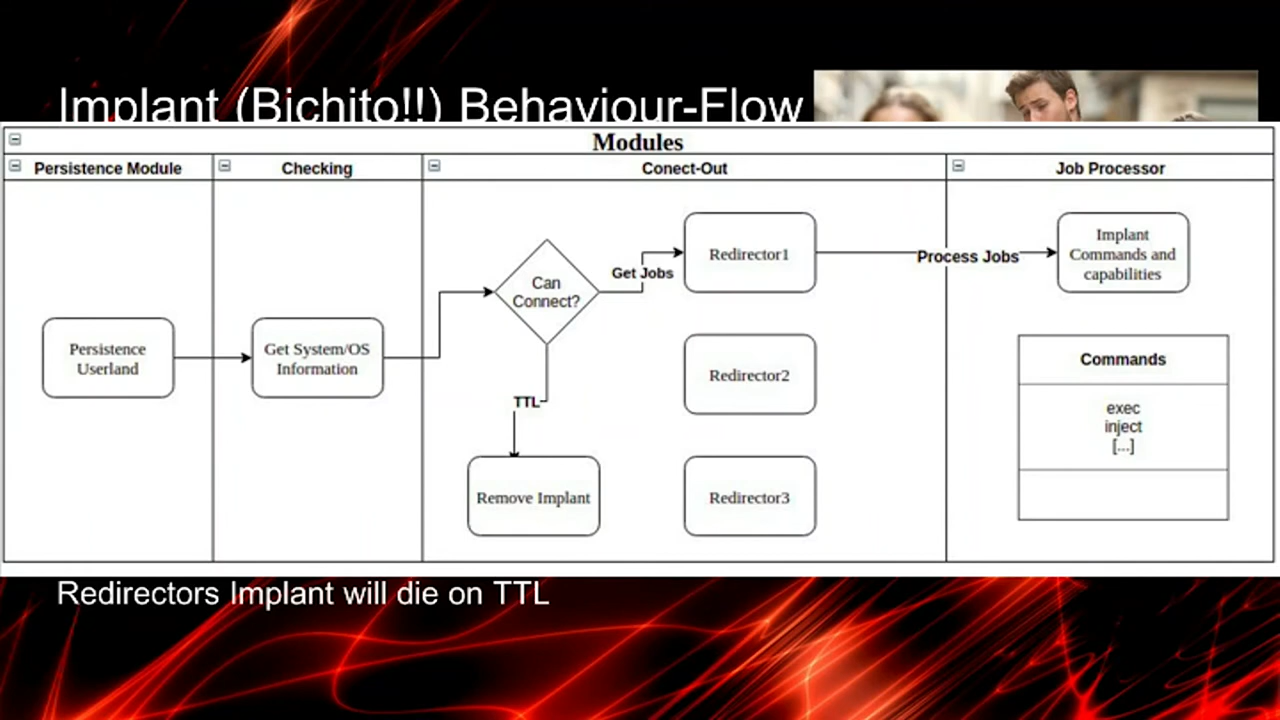 Implant (Bichito!!) Behaviour-Flow
Modules
Persistence Module
Checking
Conect-Out
Job Processor
Persistence
Userland
Get System/OS
Information
Can
Connect?
Get Jobs
TTL
Remove Implant
Redirector1
Redirector2
Redirector3
Process Jobs
Implant
Commands and
capabilities
Commands
exec
inject
[...]
Redirectors Implant will die on TTL